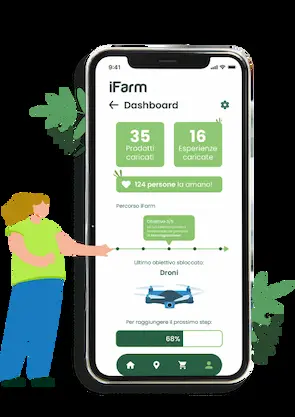 9:41
iFarm
Dashboard
35
Prodotti
caricati
16
Esperienze
caricate
124 persone la amano!
Percorso iFarm
Ultimo obiettivo sbloccato:
Droni
Per raggiungere il prossimo step:
68%